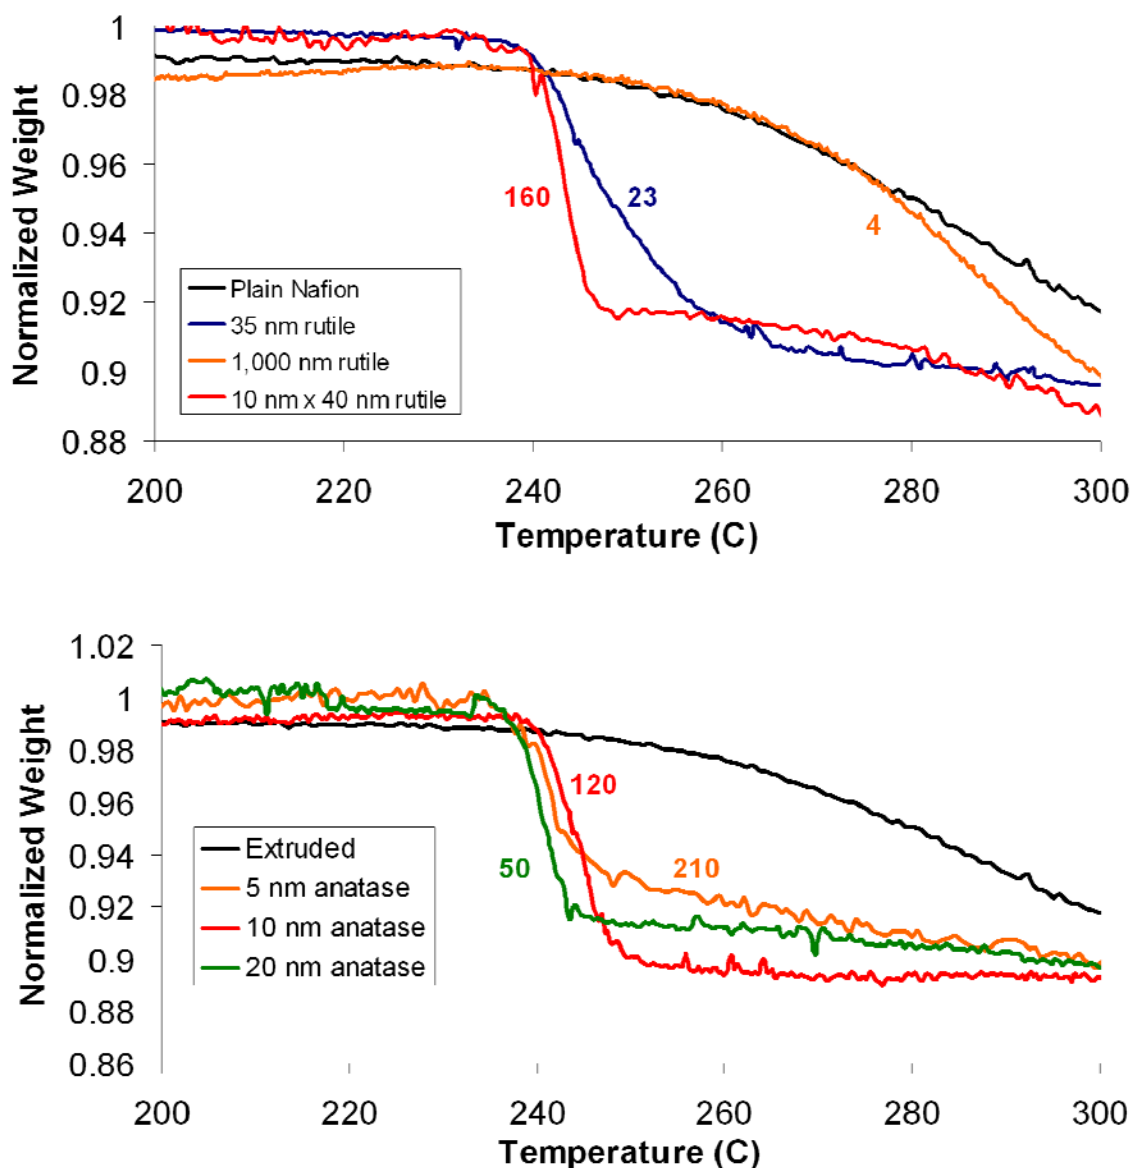 1
0.98
0.96
0.94
0.92
0.9
0.88
Normalized Weight
160
23
4
Plain Nafion
35 nm rutile
1,000 nm rutile
10 nm x 40 nm rutile
200
220
240
260
280
300
Temperature (C)
1.02
1
0.98
0.96
0.94
0.92
0.9
0.88
0.86
Normalized Weight
120
50
210
Extruded
5 nm anatase
10 nm anatase
20 nm anatase
200
220
240
260
280
300
Temperature (C)